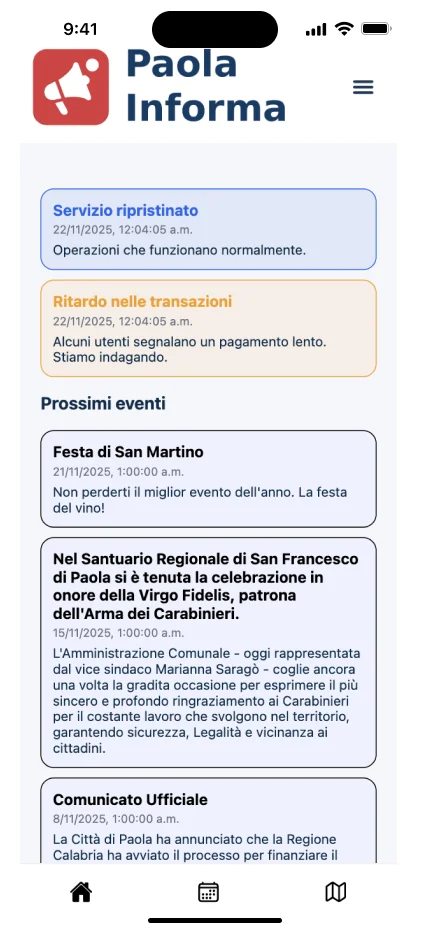 9:41
Paola
Informa
Servizio ripristinato
22/11/2025, 12:04:05 a.m.
Operazioni che funzionano normalmente.
Ritardo nelle transazioni
22/11/2025, 12:04:05 a.m.
Alcuni utenti segnalano un pagamento lento.
Stiamo indagando.
Prossimi eventi
Festa di San Martino
21/11/2025, 1:00:00 a.m.
Non perderti il miglior evento dell'anno. La festa
del vino!
Nel Santuario Regionale di San Francesco
di Paola si è tenuta la celebrazione in
onore della Virgo Fidelis, patrona
dell'Arma dei Carabinieri.
15/11/2025, 1:00:00 a.m.
L'Amministrazione Comunale - oggi rappresentata
dal vice sindaco Marianna Saragò - coglie ancora
una volta la gradita occasione per esprimere il più
sincero e profondo ringraziamento ai Carabinieri
per il costante lavoro che svolgono nel territorio,
garantendo sicurezza, Legalità e vicinanza ai
cittadini.
Comunicato Ufficiale
8/11/2025, 1:00:00 a.m.
La Città di Paola ha annunciato che la Regione
Calabria ha avviato il processo per finanziare il